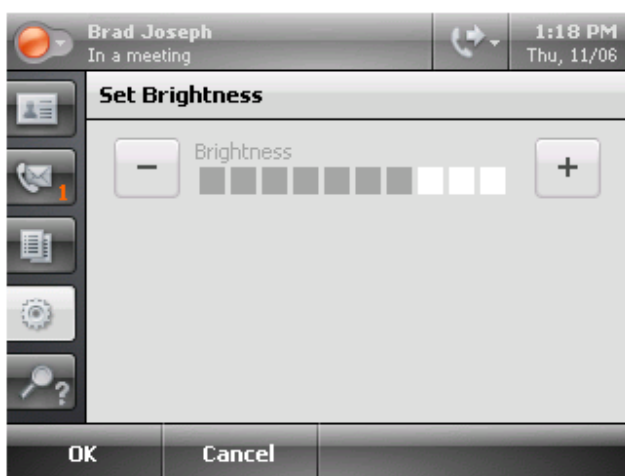 Brad Joseph
In a meeting
1:18 PM
Thu, 11/06
Set Brightness
Brightness
1
?
OK
Cancel